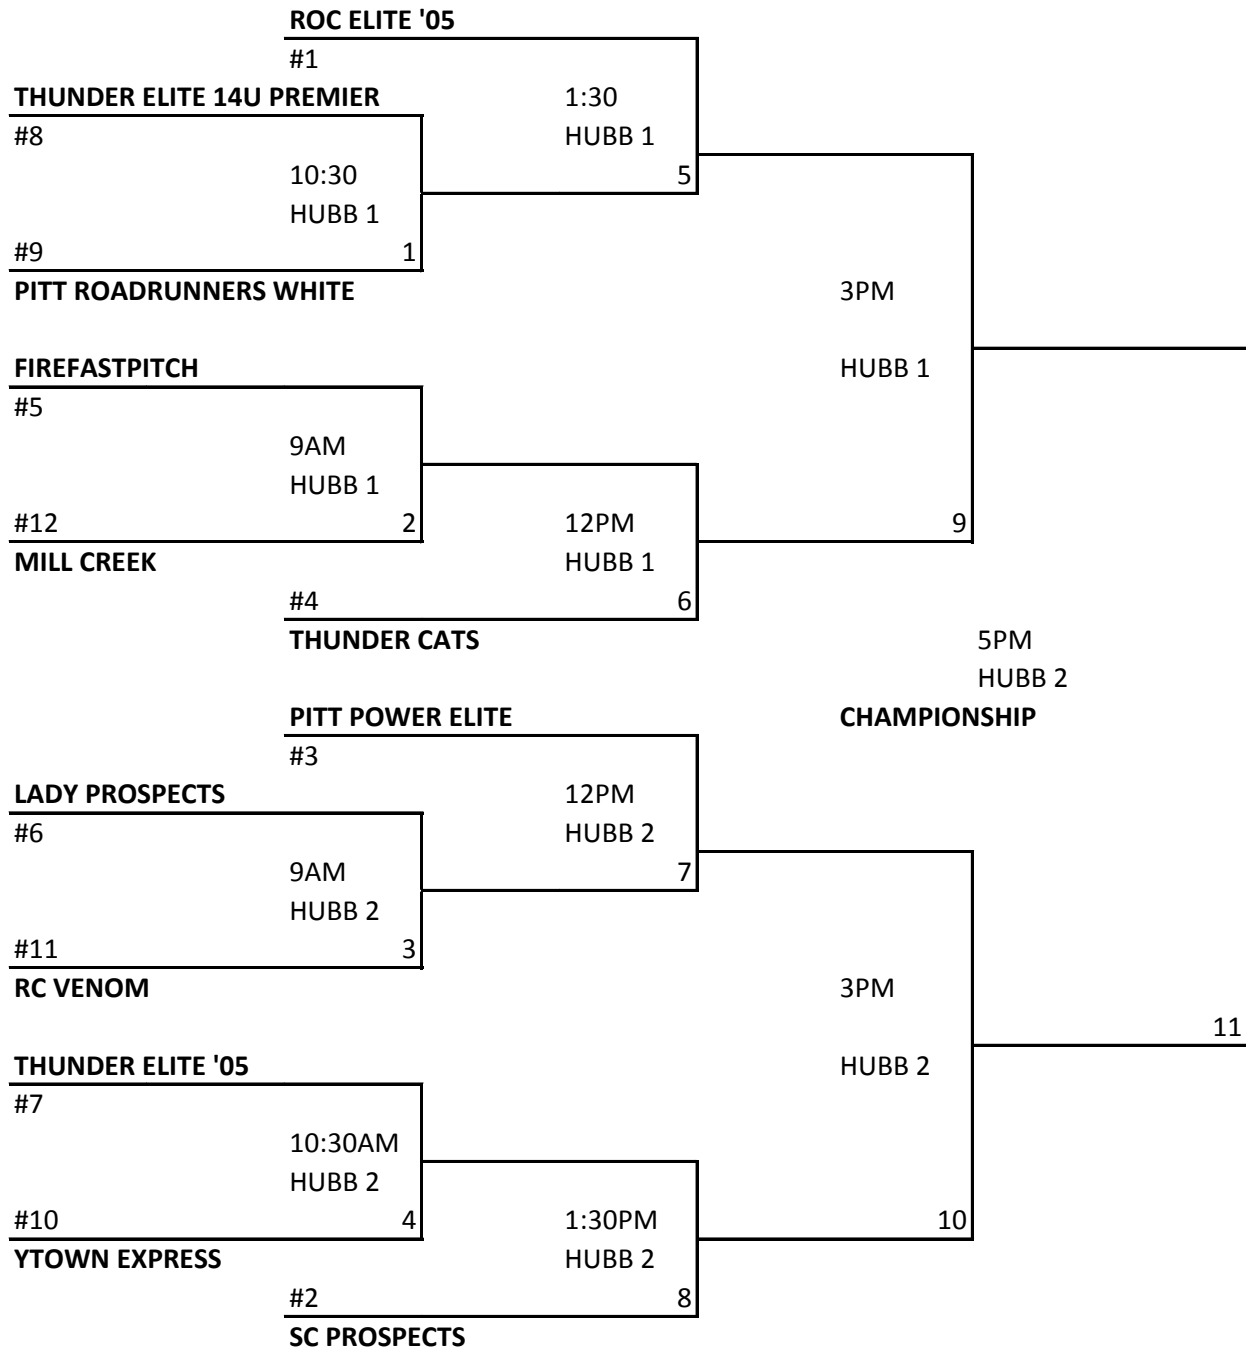 ROC ELITE '05
#1
THUNDER ELITE 14U PREMIER
1:30
#8
HUBB 1
10:30
5
HUBB 1
#9
1
PITT ROADRUNNERS WHITE
3PM
FIREFASTPITCH
HUBB 1
#5
9AM
HUBB 1
#12
2
12PM
9
MILL CREEK
HUBB 1
#4
6
THUNDER CATS
5PM
HUBB 2
PITT POWER ELITE
CHAMPIONSHIP
#3
LADY PROSPECTS
12PM
#6
HUBB 2
9AM
7
HUBB 2
#11
3
RC VENOM
3PM
11
THUNDER ELITE '05
HUBB 2
#7
10:30AM
HUBB 2
#10
4
1:30PM
10
YTOWN EXPRESS
HUBB 2
#2
8
SC PROSPECTS